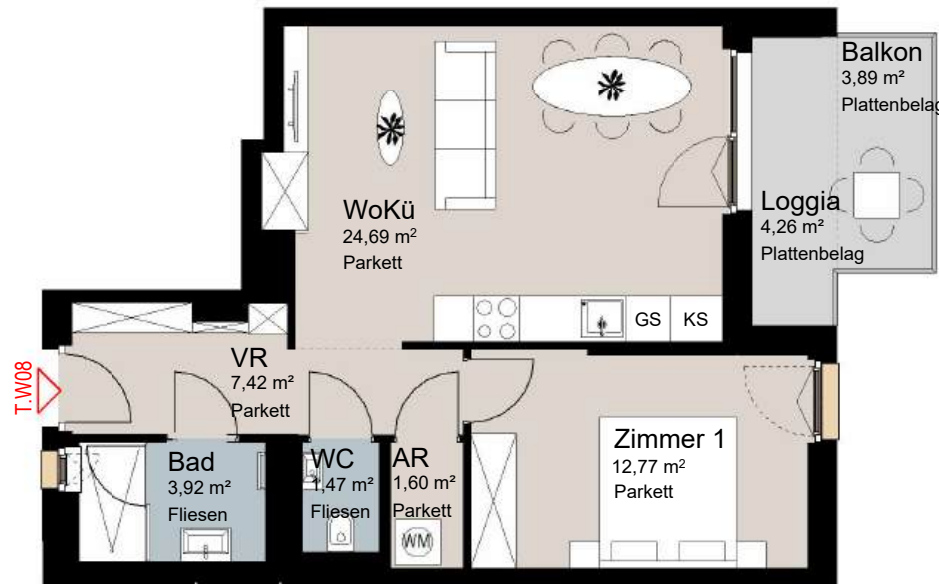 Balkon
3,89 m²
Plattenbelag
WoKü
24,69 m²
Parkett
Loggia
4,26 m²
Plattenbelag
GS
KS
VR
7,42 m²
Parkett
T.W08
Bad
3,92 m²
Fliesen
WC
1,47 m²
Fliesen
AR
1,60 m²
Parkett
WM
Zimmer 1
12,77 m²
Parkett